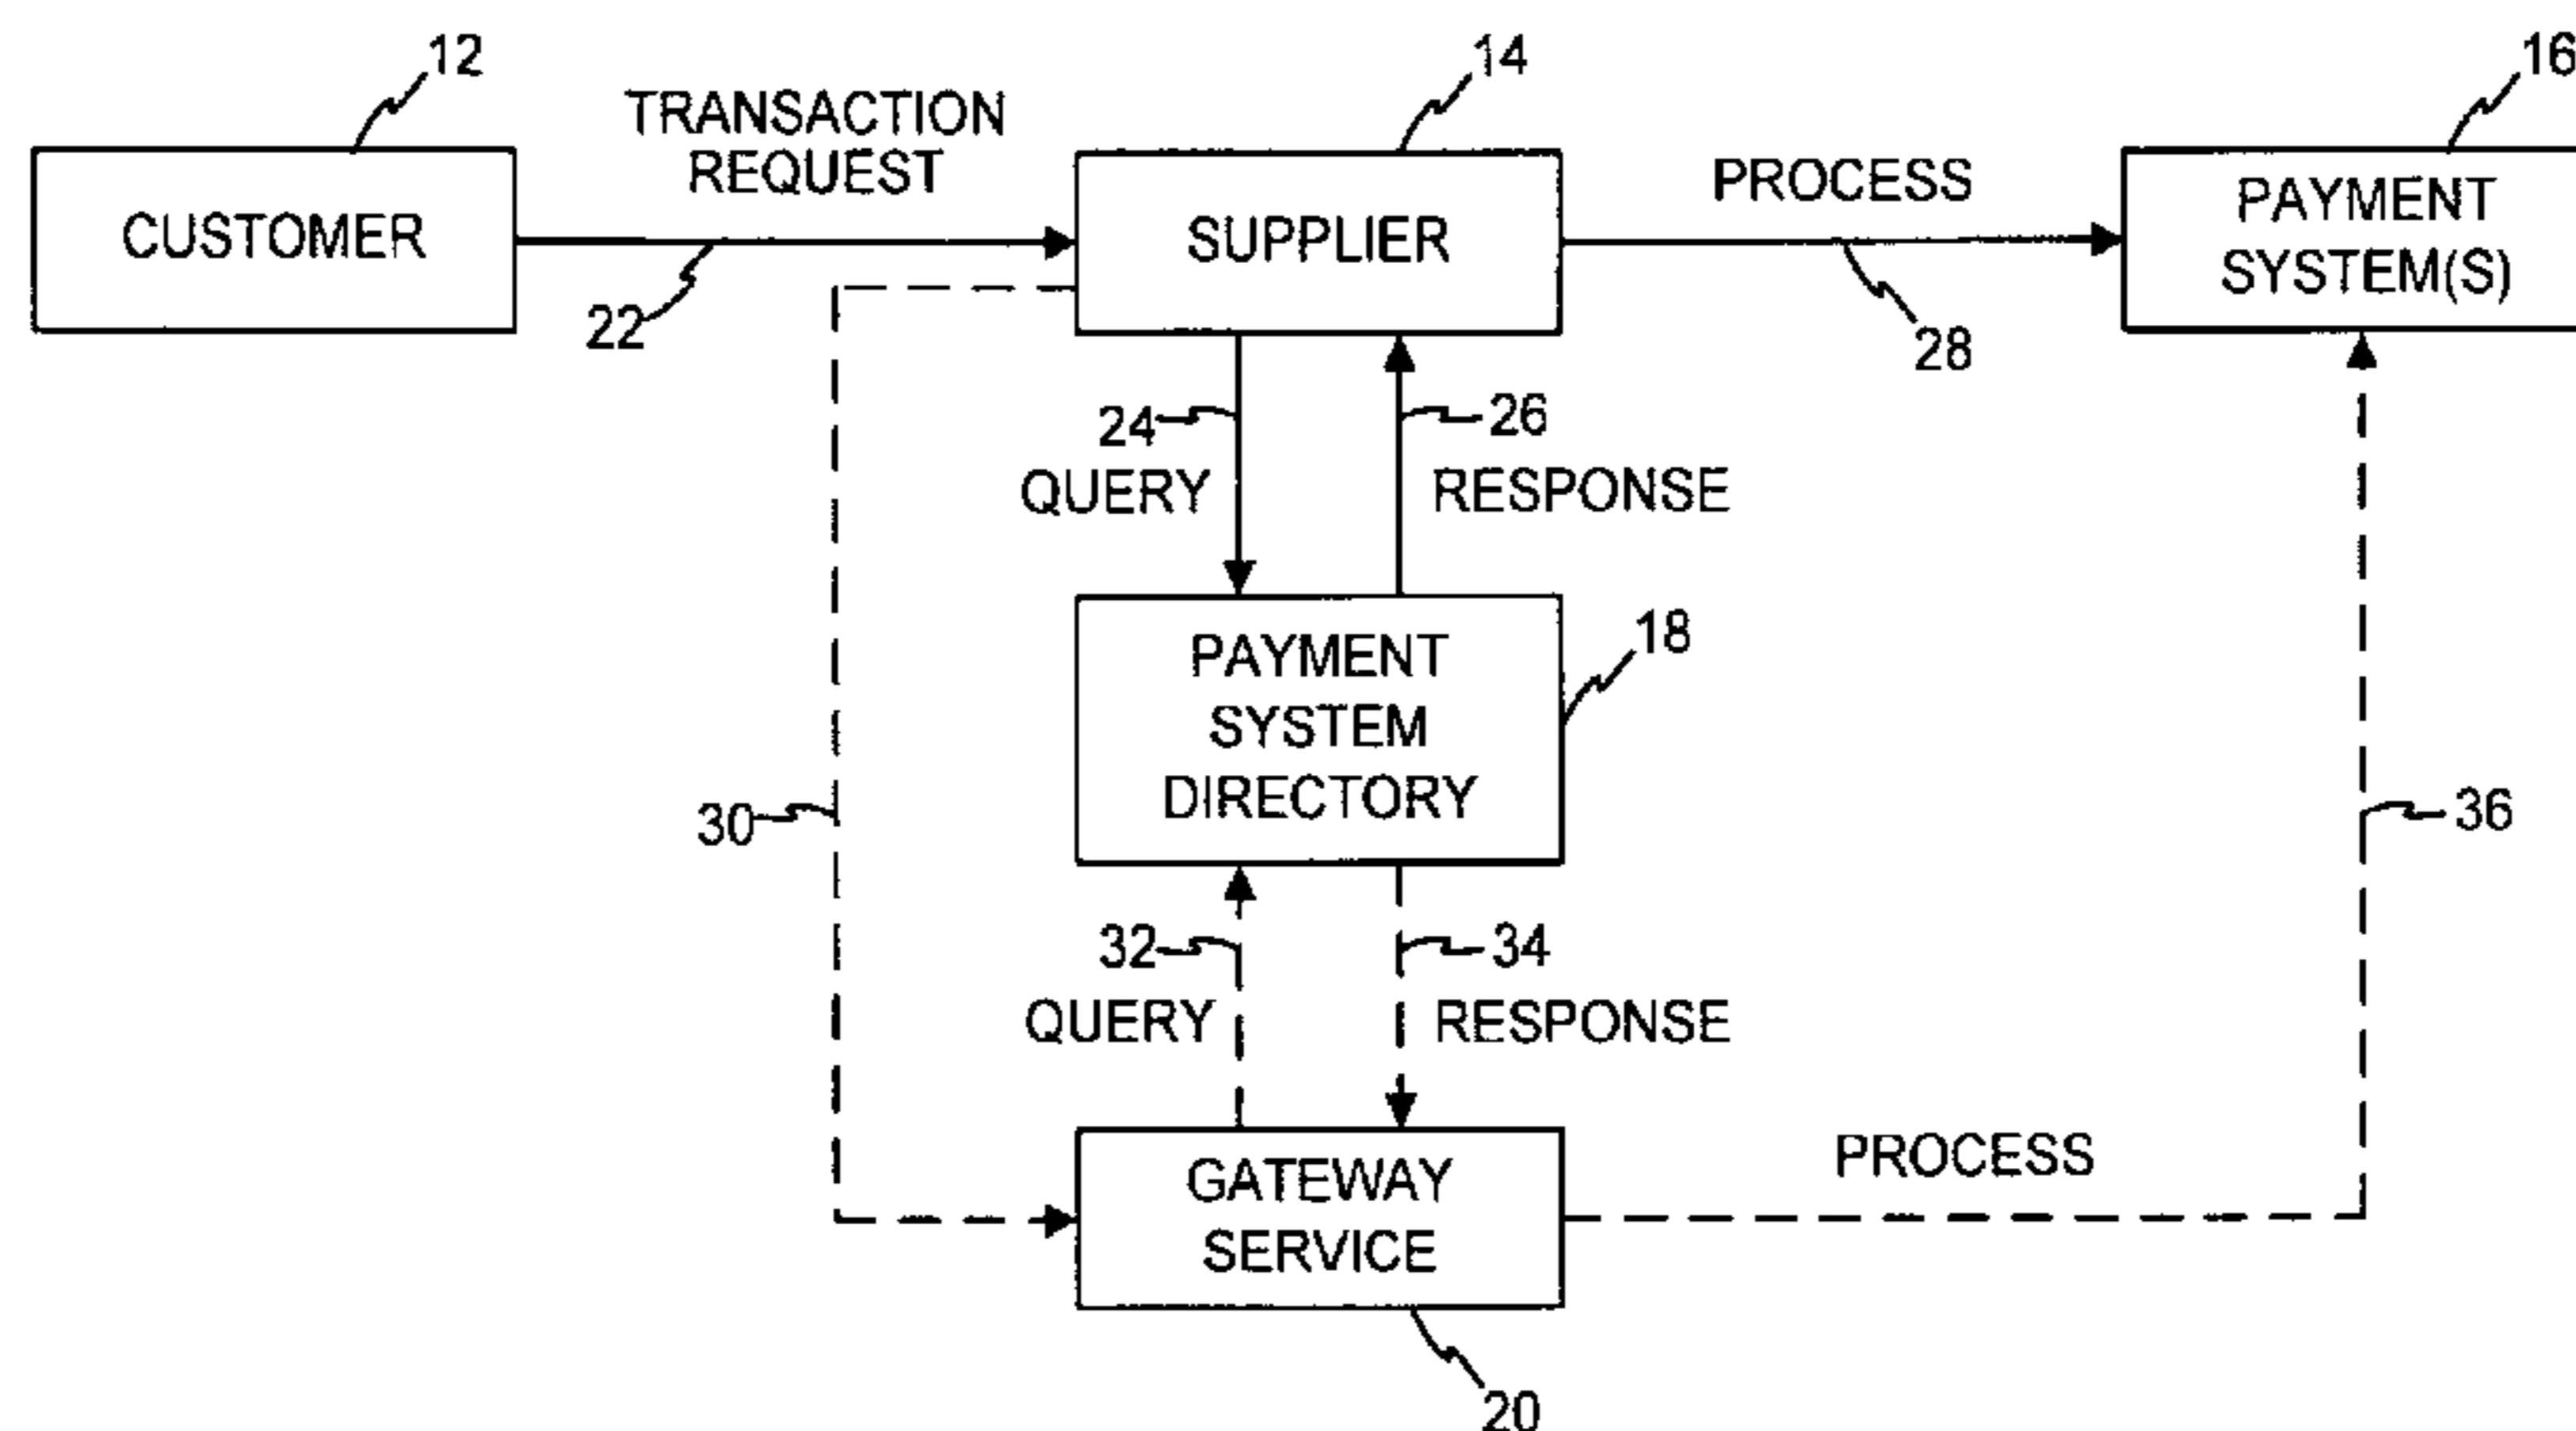 12
14
16
TRANSACTION
REQUEST
PROCESS
CUSTOMER
SUPPLIER
PAYMENT
SYSTEM(S)
22
28
24
26
QUERY
RESPONSE
PAYMENT
SYSTEM
DIRECTORY
18
30
36
32
34
QUERY
RESPONSE
GATEWAY
SERVICE
PROCESS
20